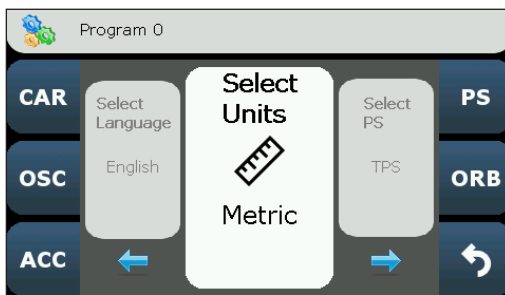 Program 0
CAR
OSC
ACC
Select
Language
English
Select
Units
Metric
Select
PS
TPS
PS
ORB